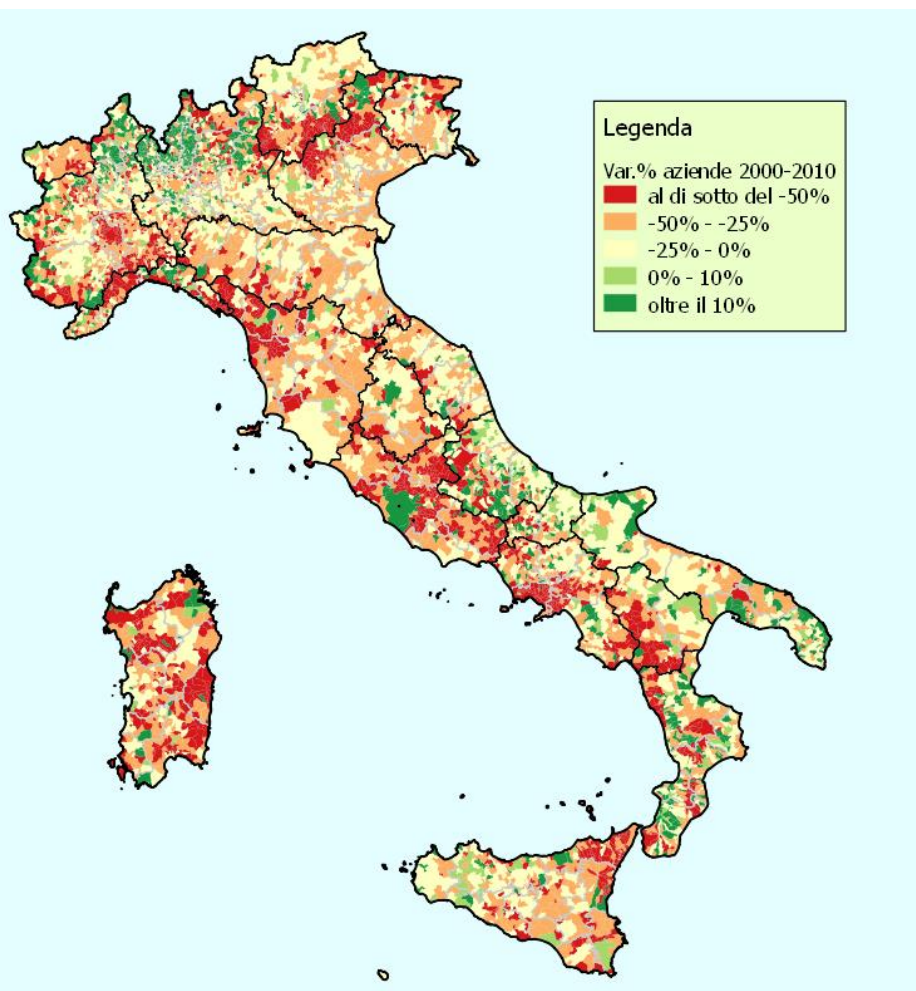 Legenda
Var.% aziende 2000-2010
al di sotto del -50%
-50% - -25%
-25% - 0%
0% - 10%
oltre il 10%